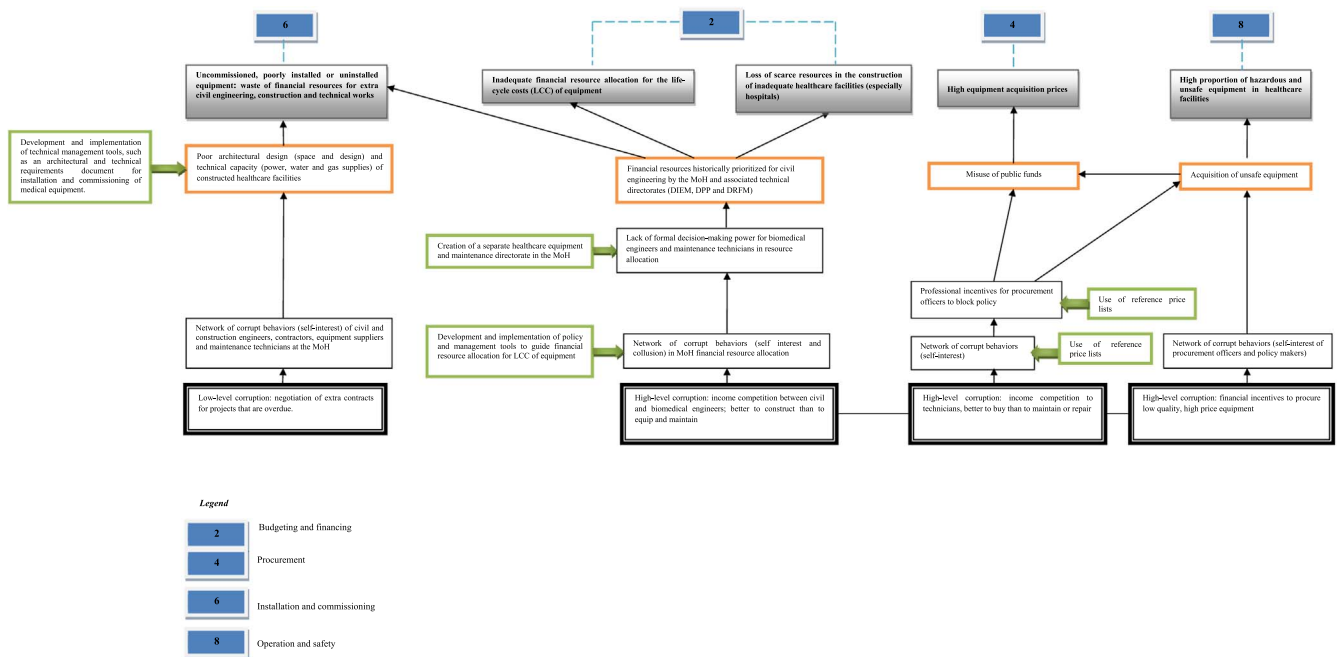 6
2
4
8
Uncommissioned, poorly installed or uninstalled
equipment: waste of financial resources for extra
civil engineering, construction and technical works
Inadequate financial resource allocation for the life-
cycle costs (LCC) of equipment
Loss of scarce resources in the construction of
inadequate healthcare facilities (especially
hospitals)
High equipment acquisition prices
High proportion of hazardous and
unsafe equipment in healthcare
facilities
Development and implementation
of technical management tools, such
as an architectural and technical
requirements document for
installation and commissioning of
medical equipment.
Poor architectural design (space and design) and
technical capacity (power, water and gas supplies) of
constructed healthcare facilities
Financial resources historically prioritized for civil
engineering by the MoH and associated technical
directorates (DIEM, DPP and DRFM)
Misuse of public funds
Acquisition of unsafe equipment
Creation of a separate healthcare equipment
and maintenance directorate in the MoH
Lack of formal decision-making power for biomedical
engineers and maintenance technicians in resource
allocation
Professional incentives for procurement
officers to block policy
Use of reference price
lists
Network of corrupt behaviors (self-interest) of civil and
construction engineers, contractors, equipment suppliers
and maintenance technicians at the MoH
Development and implementation of policy
and management tools to guide financial
resource allocation for LCC of equipment
Network of corrupt behaviors (self interest and
collusion) in MoH financial resource allocation
Network of corrupt behaviors
(self-interest)
Use of reference
price lists
Network of corrupt behaviors (self-interest of
procurement officers and policy makers)
Low-level corruption: negotiation of extra contracts
for projects that are overdue.
High-level corruption: income competition between civil
and biomedical engineers; better to construct than to
equip and maintain
High-level corruption: income competition to
technicians, better to buy than to maintain or repair
High-level corruption: financial incentives to procure
low quality, high price equipment
Legend
2
Budgeting and financing
4
Procurement
6
Installation and commissioning
8
Operation and safety